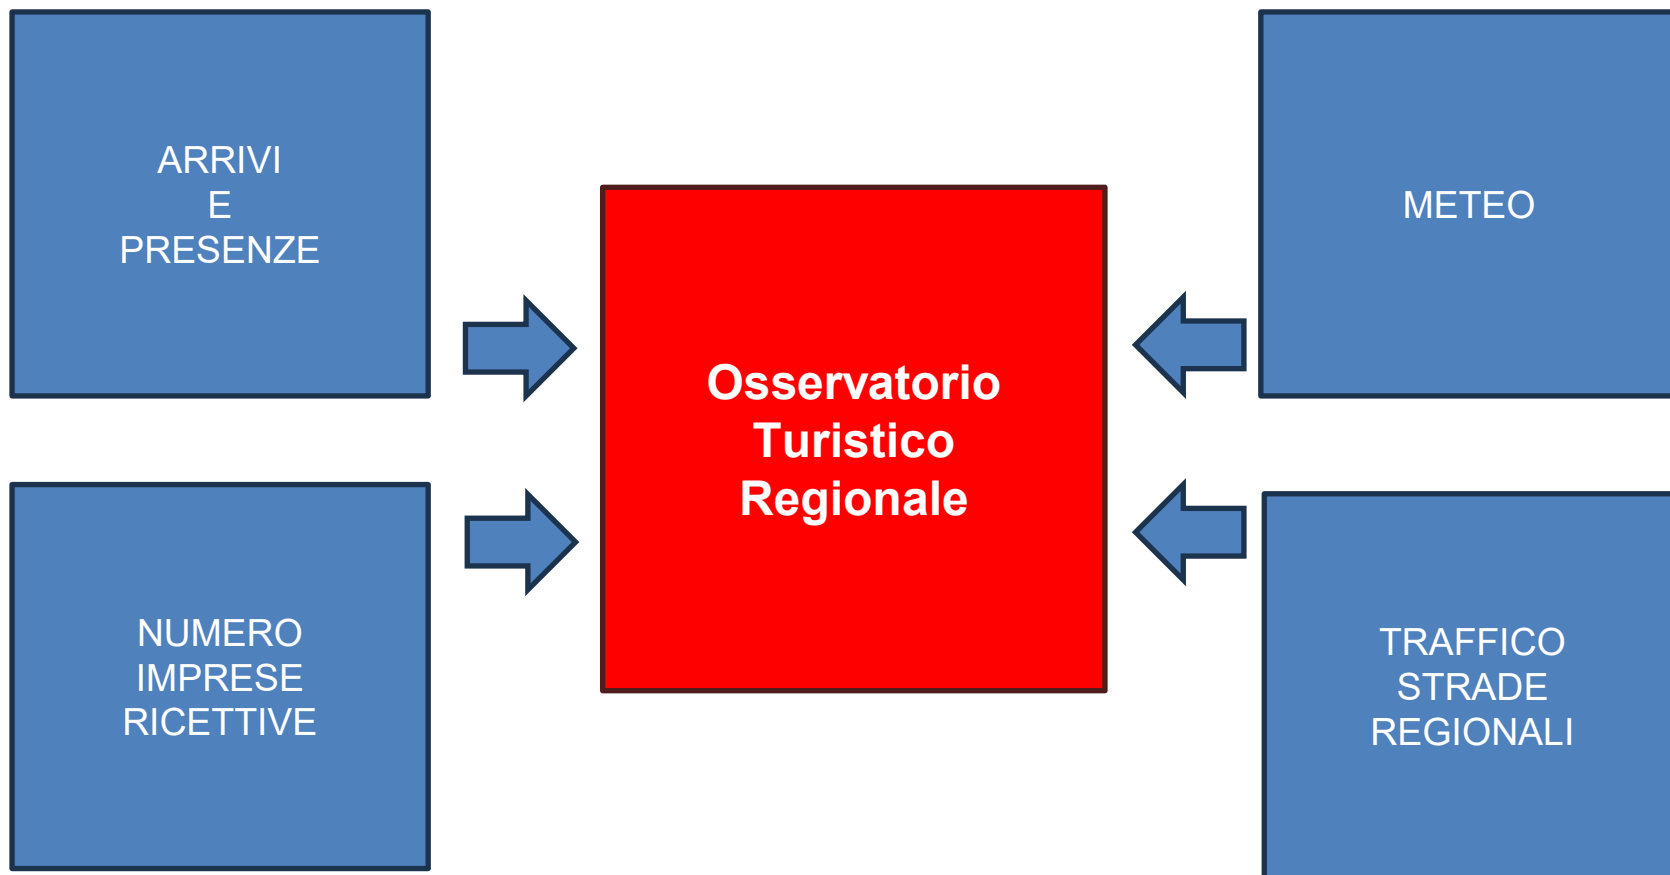 ARRIVI
E
PRESENZE
NUMERO
IMPRESE
RICETTIVE
Osservatorio
Turistico
Regionale
METEO
TRAFFICO
STRADE
REGIONALI